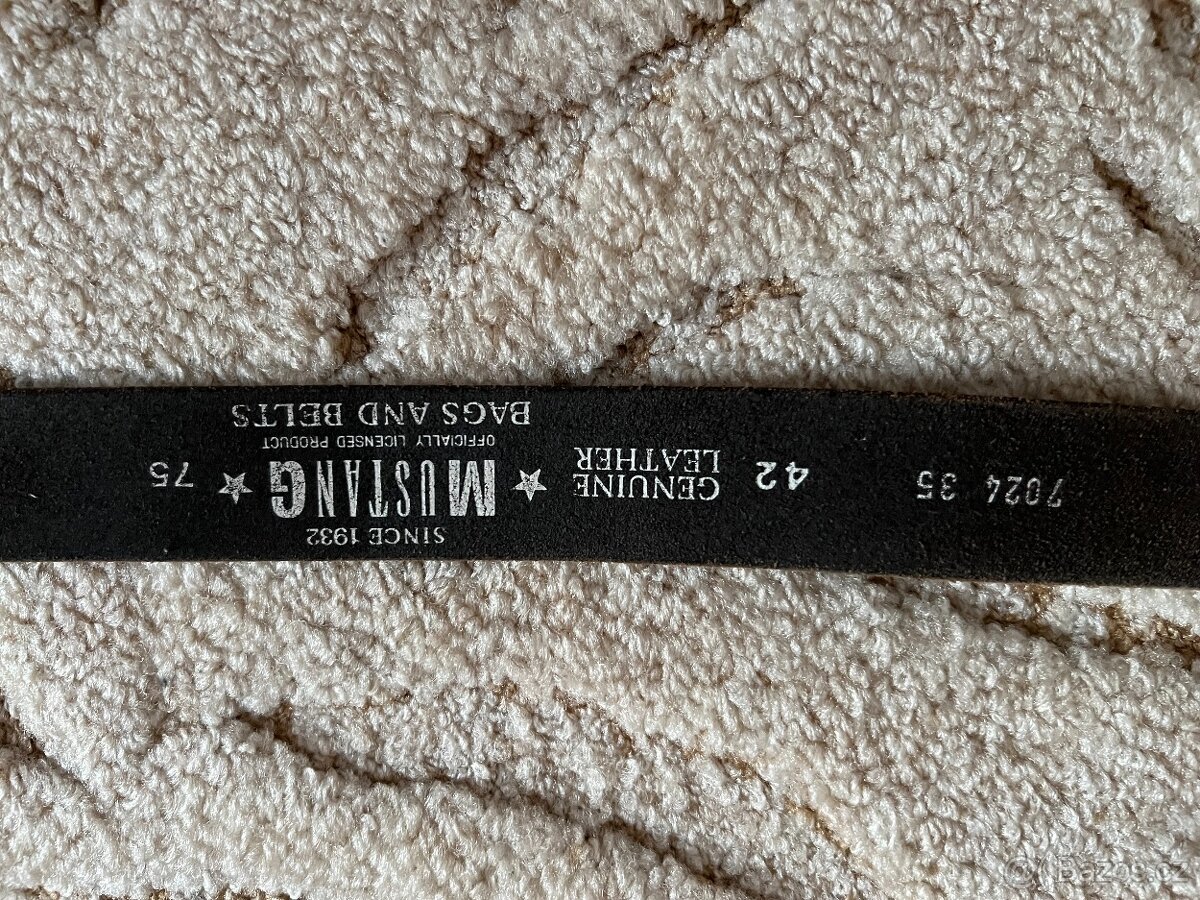 7024 35
42
GENUINE
LEATHER
SINCE 1932
MUSTANG
OFFICIALLY LICENSED PRODUCT
BAGS AND BELTS
75
Bazos.cz